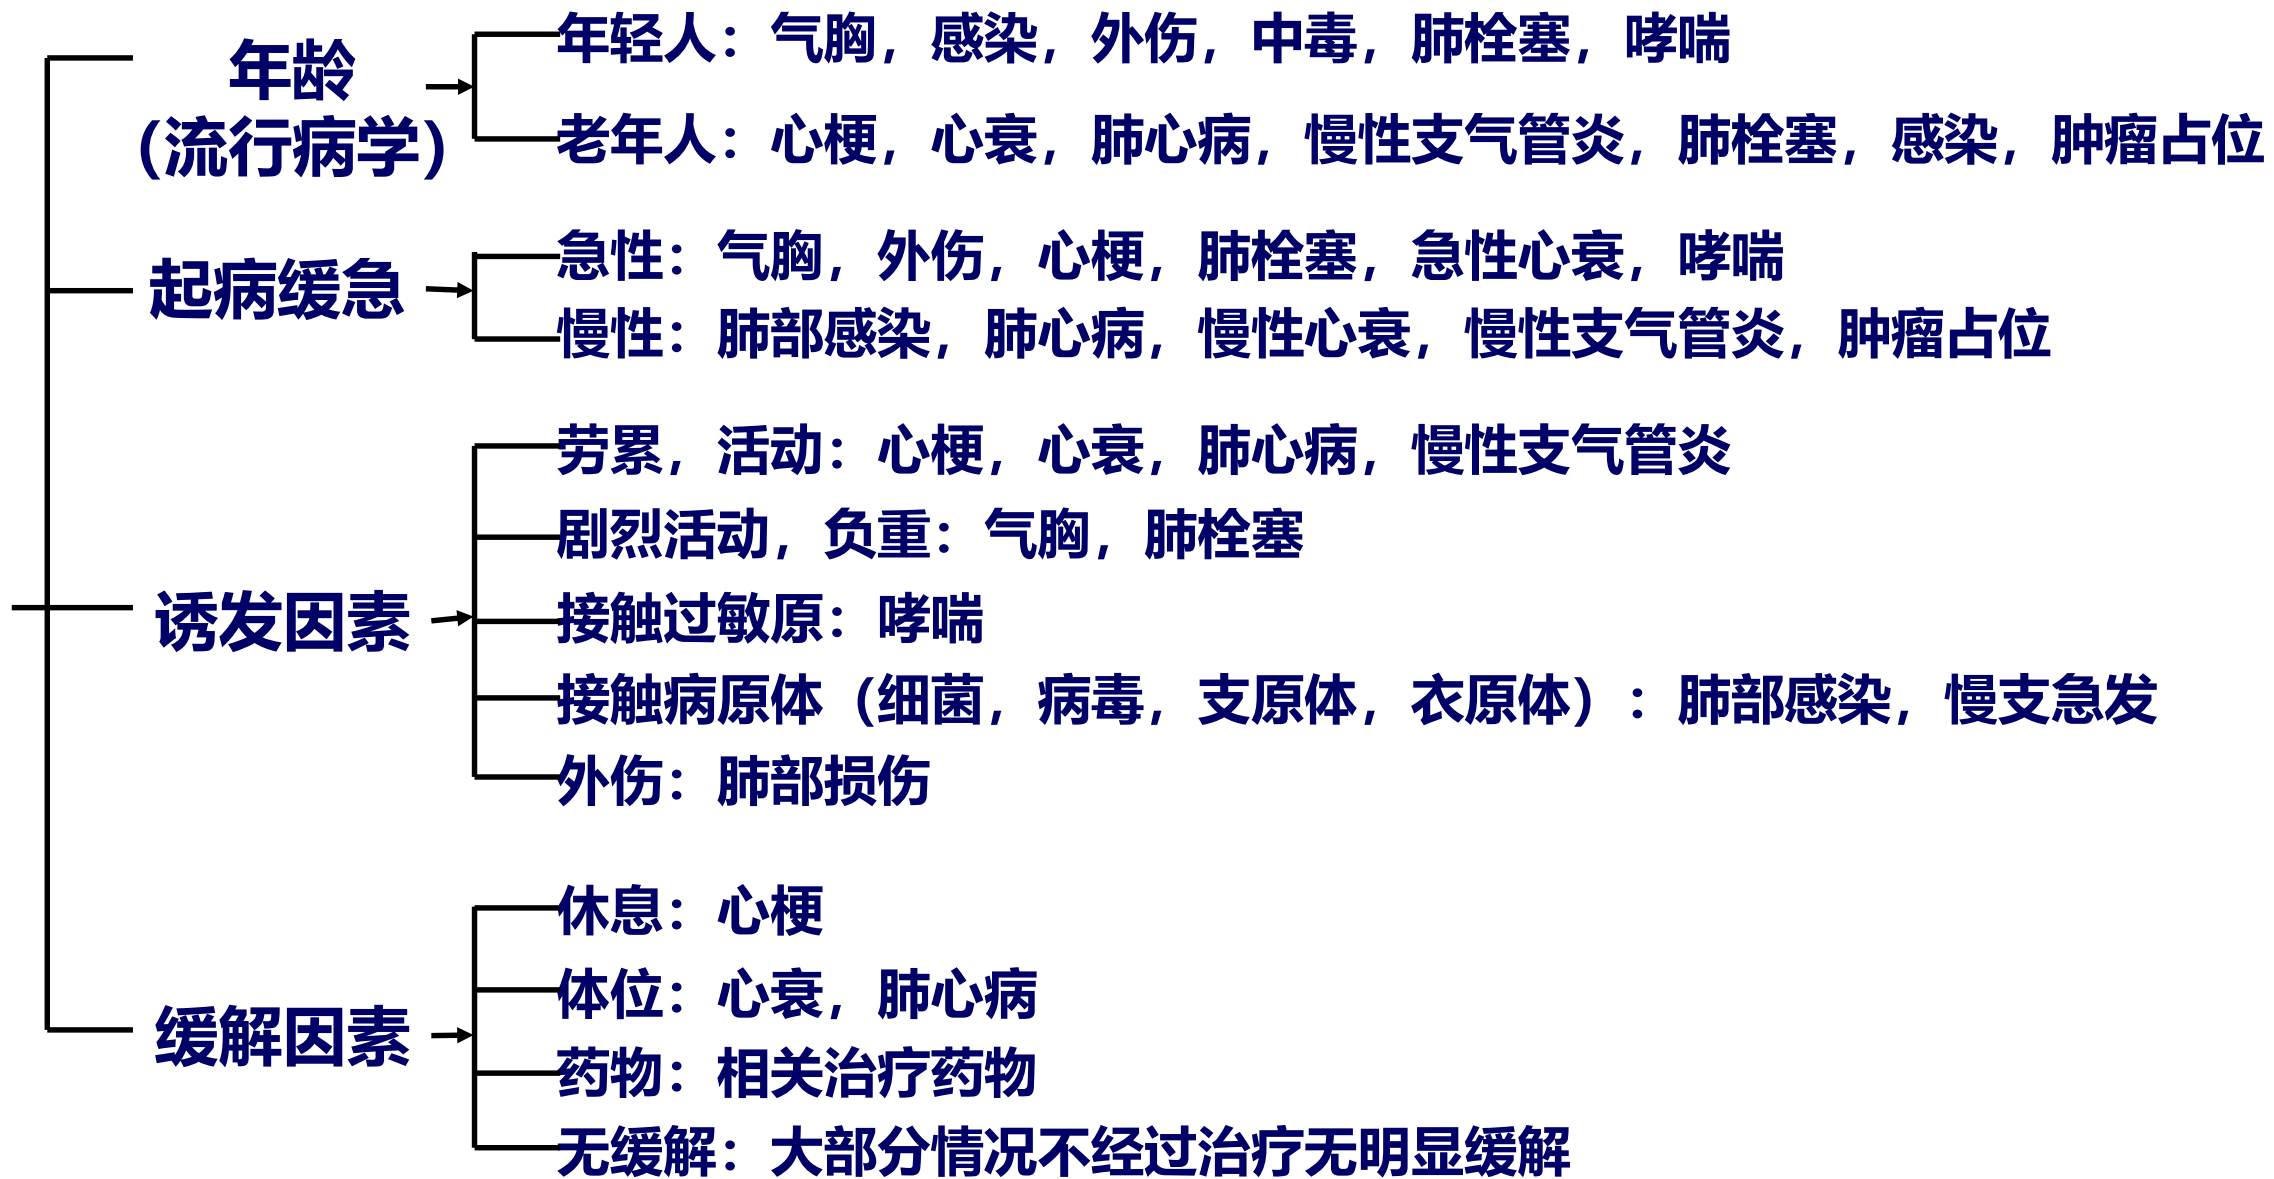 年龄
(流行病学)
年轻人：气胸，感染，外伤，中毒，肺栓塞，哮喘
老年人：心梗，心衰，肺心病，慢性支气管炎，肺栓塞，感染，肿瘤占位
起病缓急
急性：气胸，外伤，心梗，肺栓塞，急性心衰，哮喘
慢性：肺部感染，肺心病，慢性心衰，慢性支气管炎，肿瘤占位
诱发因素
劳累，活动：心梗，心衰，肺心病，慢性支气管炎
剧烈活动，负重：气胸，肺栓塞
接触过敏原：哮喘
接触病原体（细菌，病毒，支原体，衣原体）：肺部感染，慢支急发
外伤：肺部损伤
缓解因素
休息：心梗
体位：心衰，肺心病
药物：相关治疗药物
无缓解：大部分情况不经过治疗无明显缓解